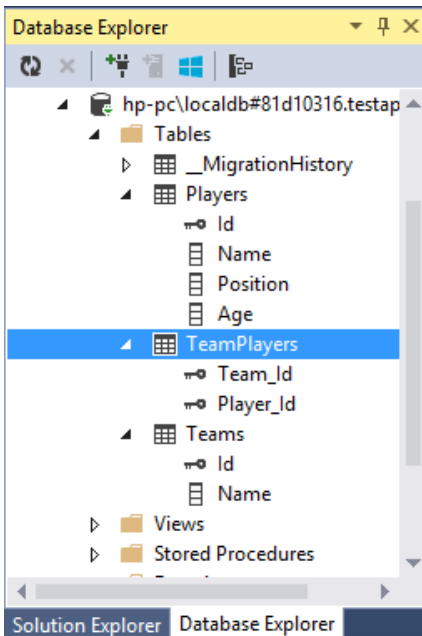 Database Explorer
hp-pc\localdb#81d10316.testap
Tables
__MigrationHistory
Players
Id
Name
Position
Age
TeamPlayers
Team_Id
Player_Id
Teams
Id
Name
Views
Stored Procedures
Solution Explorer Database Explorer